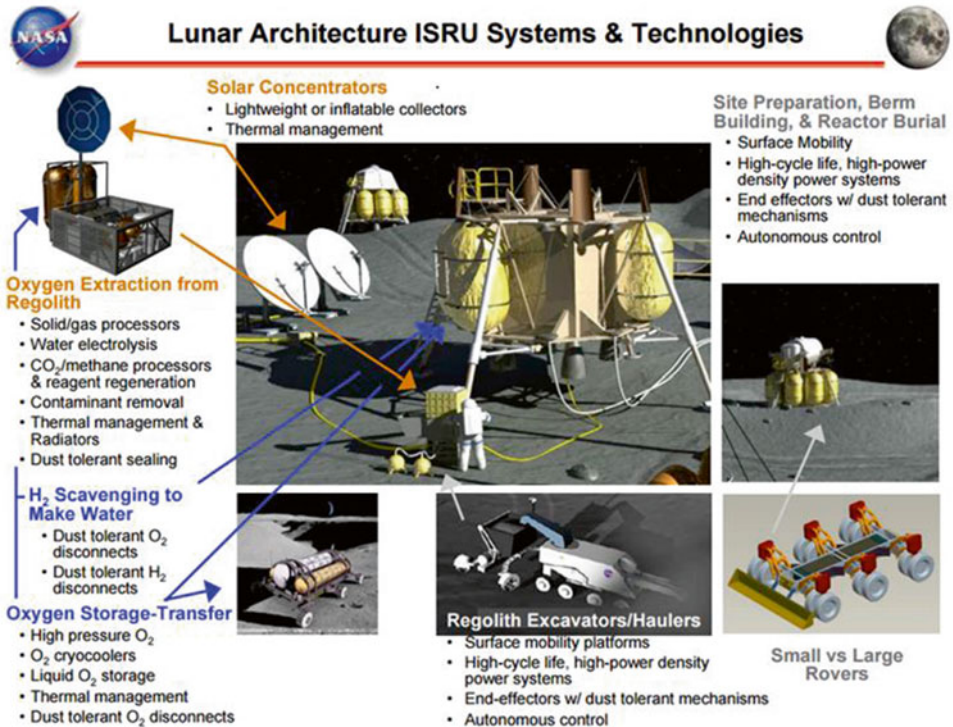 NASA
Lunar Architecture ISRU Systems & Technologies
Solar Concentrators
• Lightweight or inflatable collectors
• Thermal management
Site Preparation, Berm
Building, & Reactor Burial
• Surface Mobility
• High-cycle life, high-power
density power systems
• End effectors w/ dust tolerant
mechanisms
• Autonomous control
Oxygen Extraction from
Regolith
• Solid/gas processors
• Water electrolysis
• CO₂/methane processors
& reagent regeneration
• Contaminant removal
• Thermal management &
Radiators
• Dust tolerant sealing
H₂ Scavenging to
Make Water
• Dust tolerant O₂
disconnects
• Dust tolerant H₂
disconnects
Oxygen Storage-Transfer
• High pressure O₂
• O₂ cryocoolers
• Liquid O₂ storage
• Thermal management
• Dust tolerant O₂ disconnects
Regolith Excavators/Haulers
• Surface mobility platforms
• High-cycle life, high-power density
power systems
• End-effectors w/ dust tolerant mechanisms
• Autonomous control
Small vs Large
Rovers